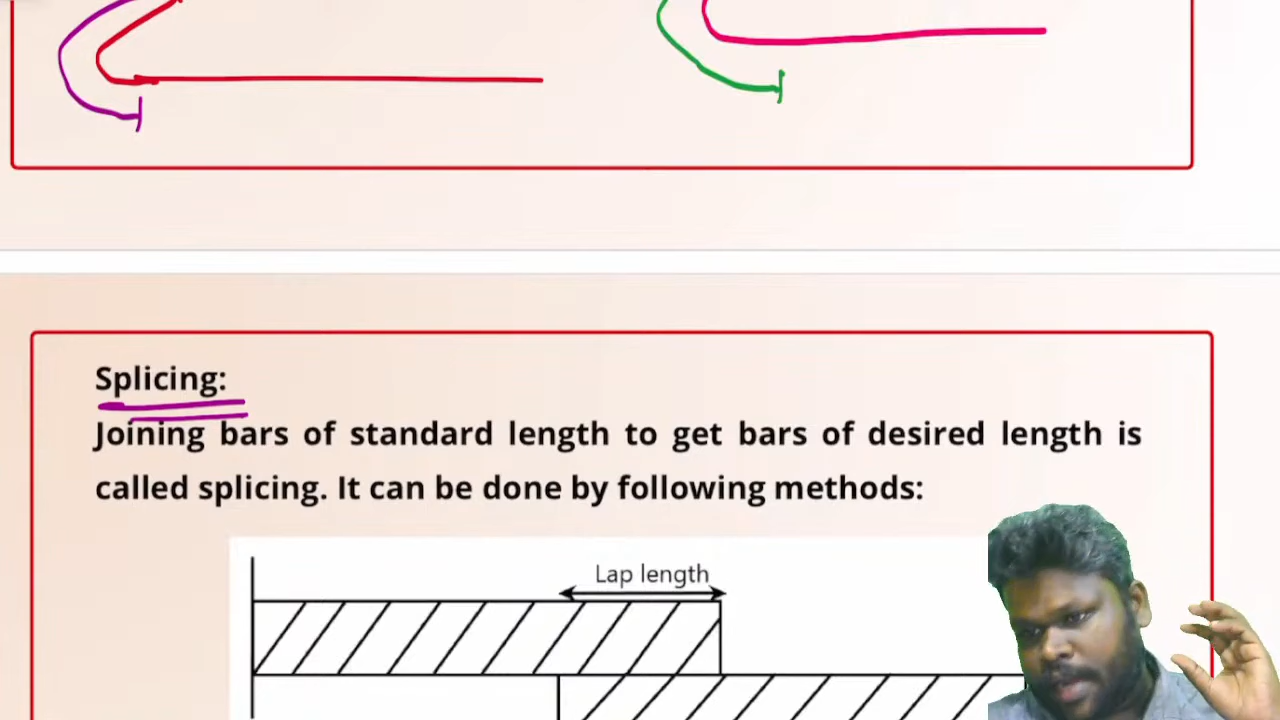 Splicing:
Joining bars of standard length to get bars of desired length is
called splicing. It can be done by following methods:
Lap length